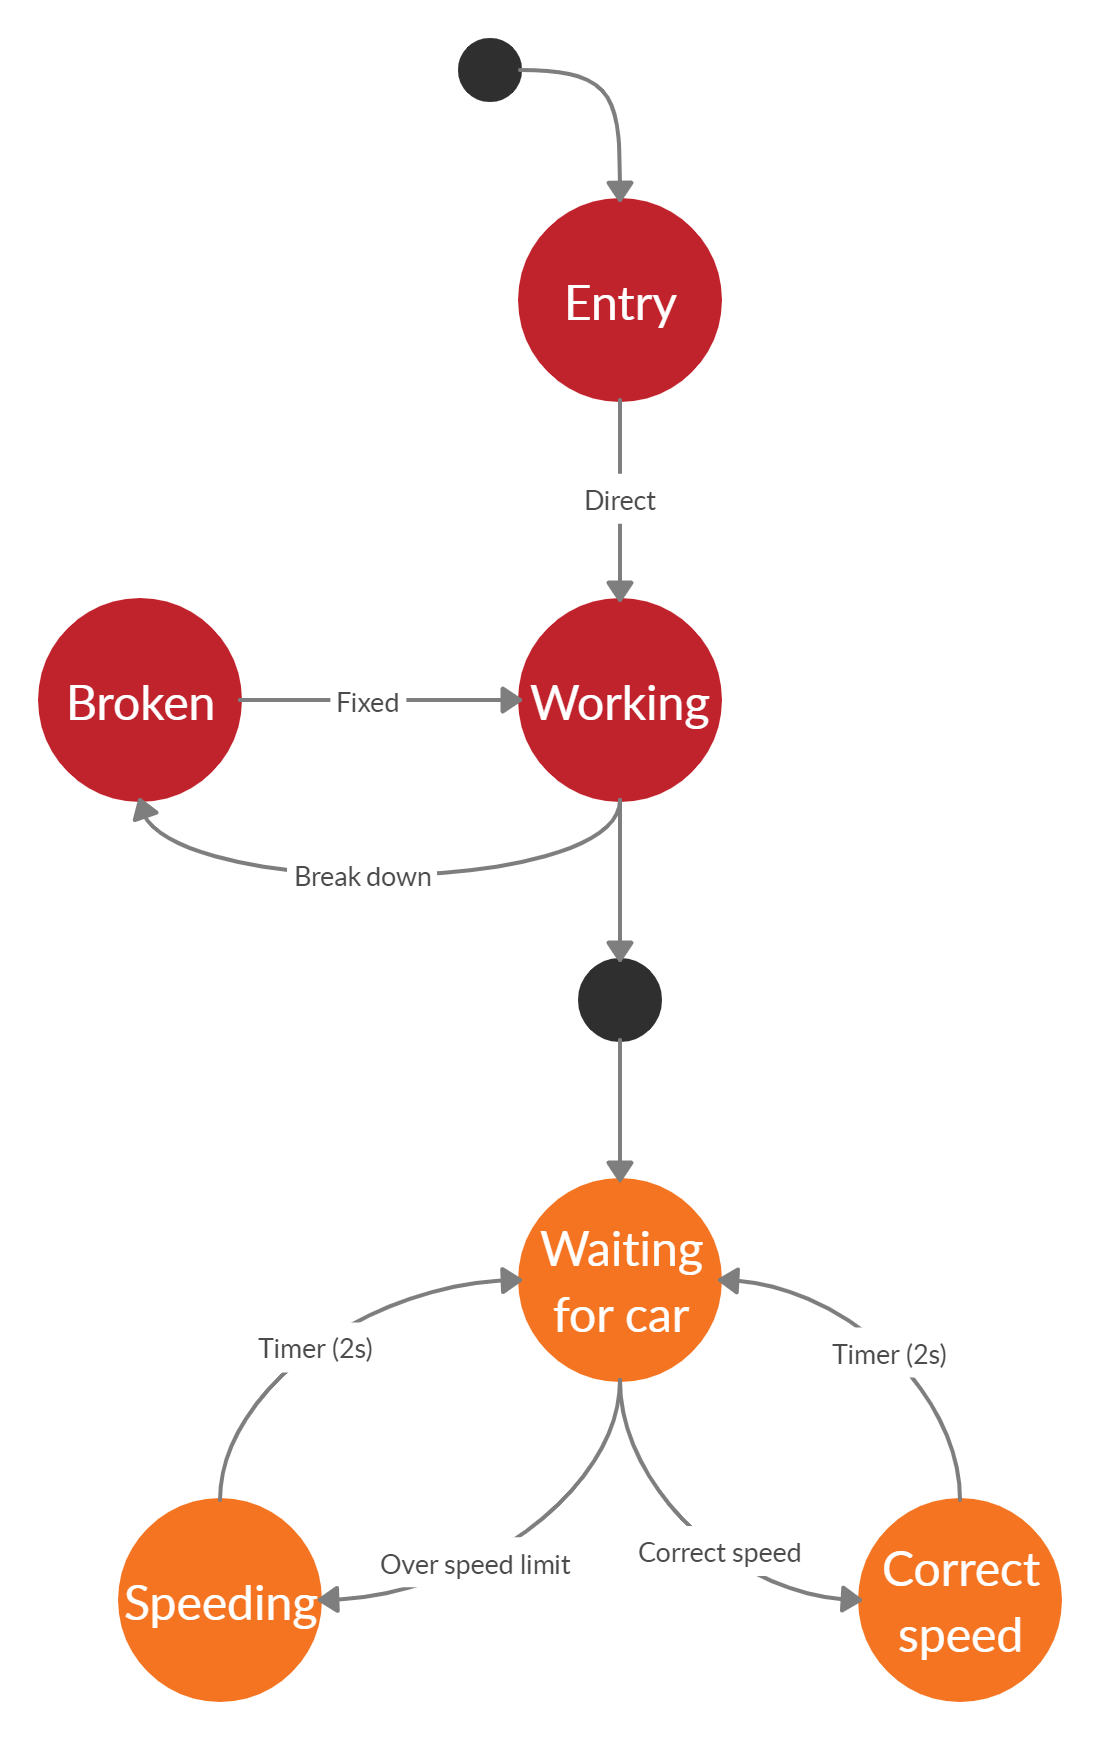 Entry
Direct
Broken
Fixed
Working
Break down
Waiting
for car
Timer (2s)
Timer (2s)
Over speed limit
Correct speed
Speeding
Correct
speed